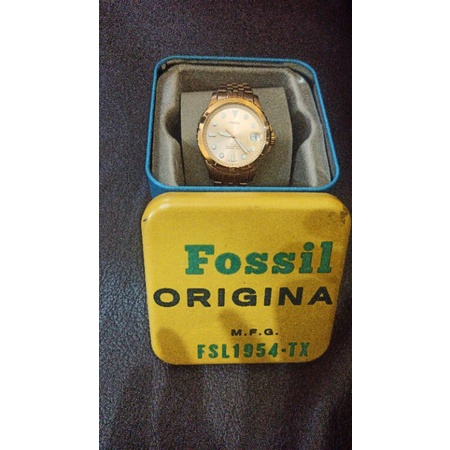 Fossil
ORIGINA
M.F.G.
FSL1954-TX